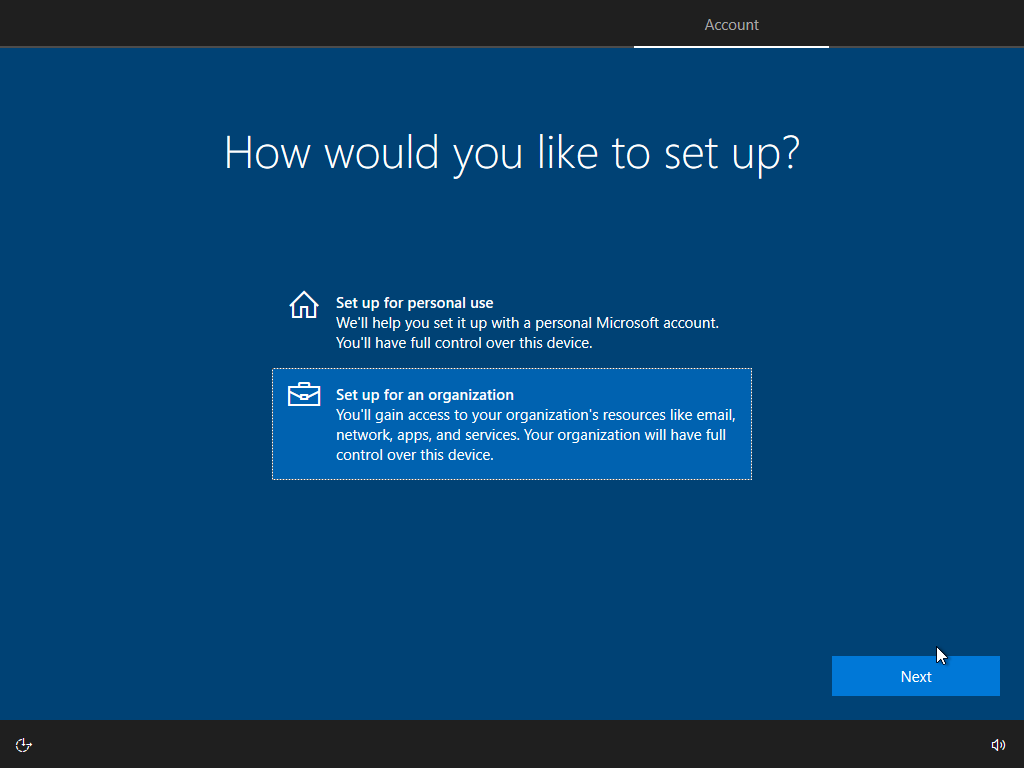 Account
How would you like to set up?
Set up for personal use
We'll help you set it up with a personal Microsoft account.
You'll have full control over this device.
Set up for an organization
You'll gain access to your organization's resources like email,
network, apps, and services. Your organization will have full
control over this device.
Next